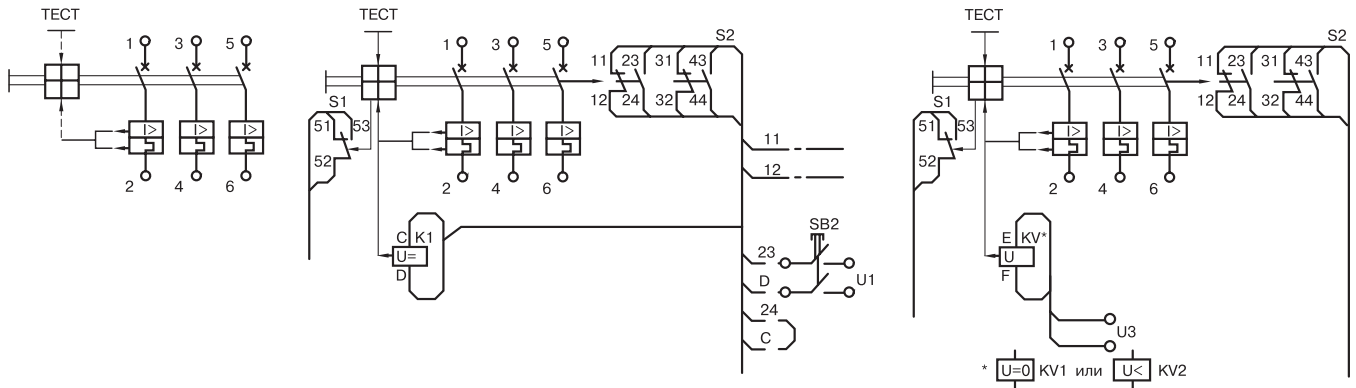 ТЕСТ
1 3 5
I> I> I>
2 4 6
ТЕСТ
S2
1 3 5
11 23 31 43
12 24 32 44
S1
51 53
52
I> I> I>
2 4 6
11
12
C K1
U=
D
SB2
23
D U1
24
C
ТЕСТ
S2
1 3 5
11 23 31 43
12 24 32 44
S1
51 53
52
I> I> I>
2 4 6
E KV*
U
F
U3
* U=0 KV1 или U< KV2